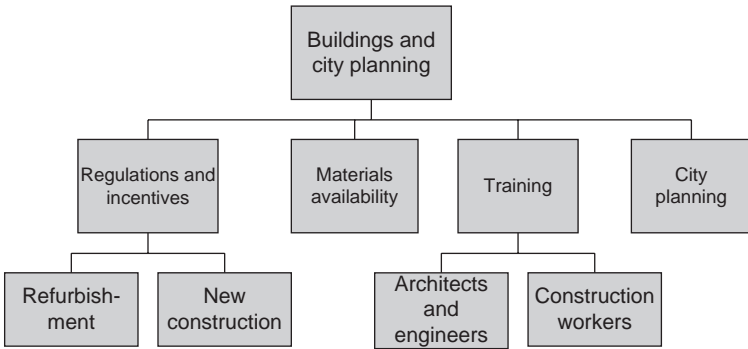 Buildings and
city planning
Regulations and
incentives
Materials
availability
Training
City
planning
Refurbish-
ment
New
construction
Architects
and
engineers
Construction
workers